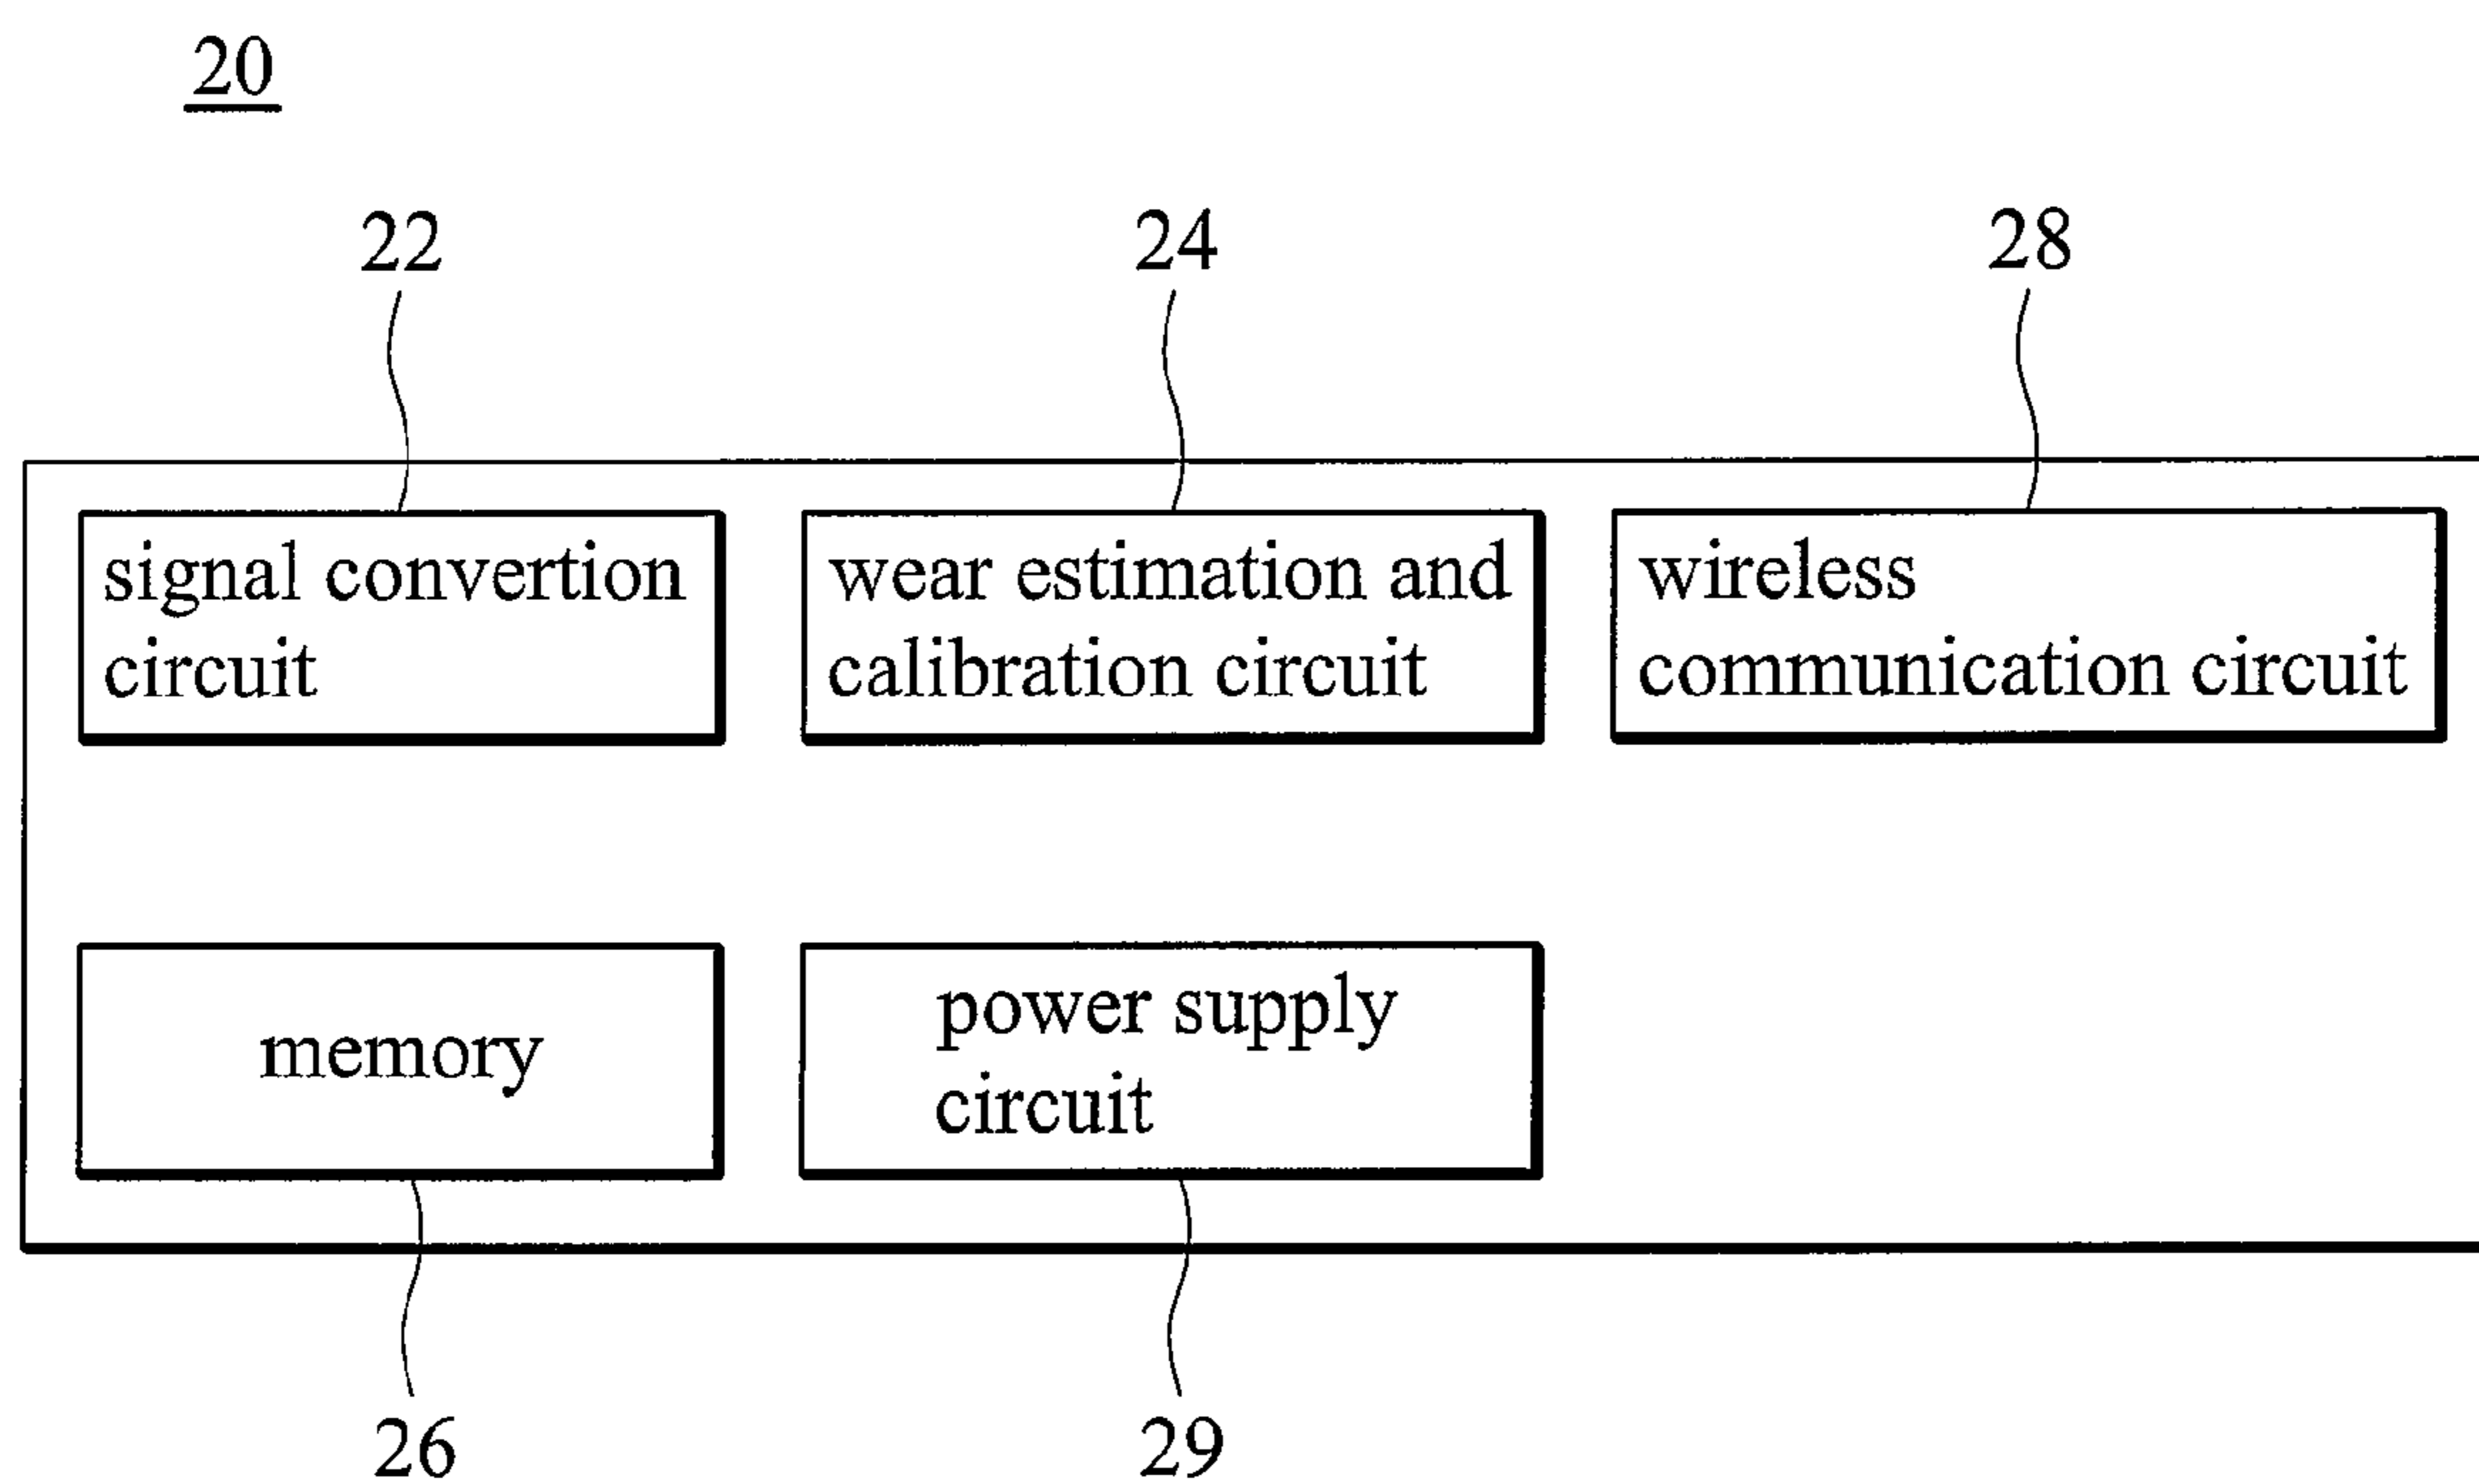 20
22
24
28
signal convertion
circuit
wear estimation and
calibration circuit
wireless
communication circuit
memory
power supply
circuit
26
29